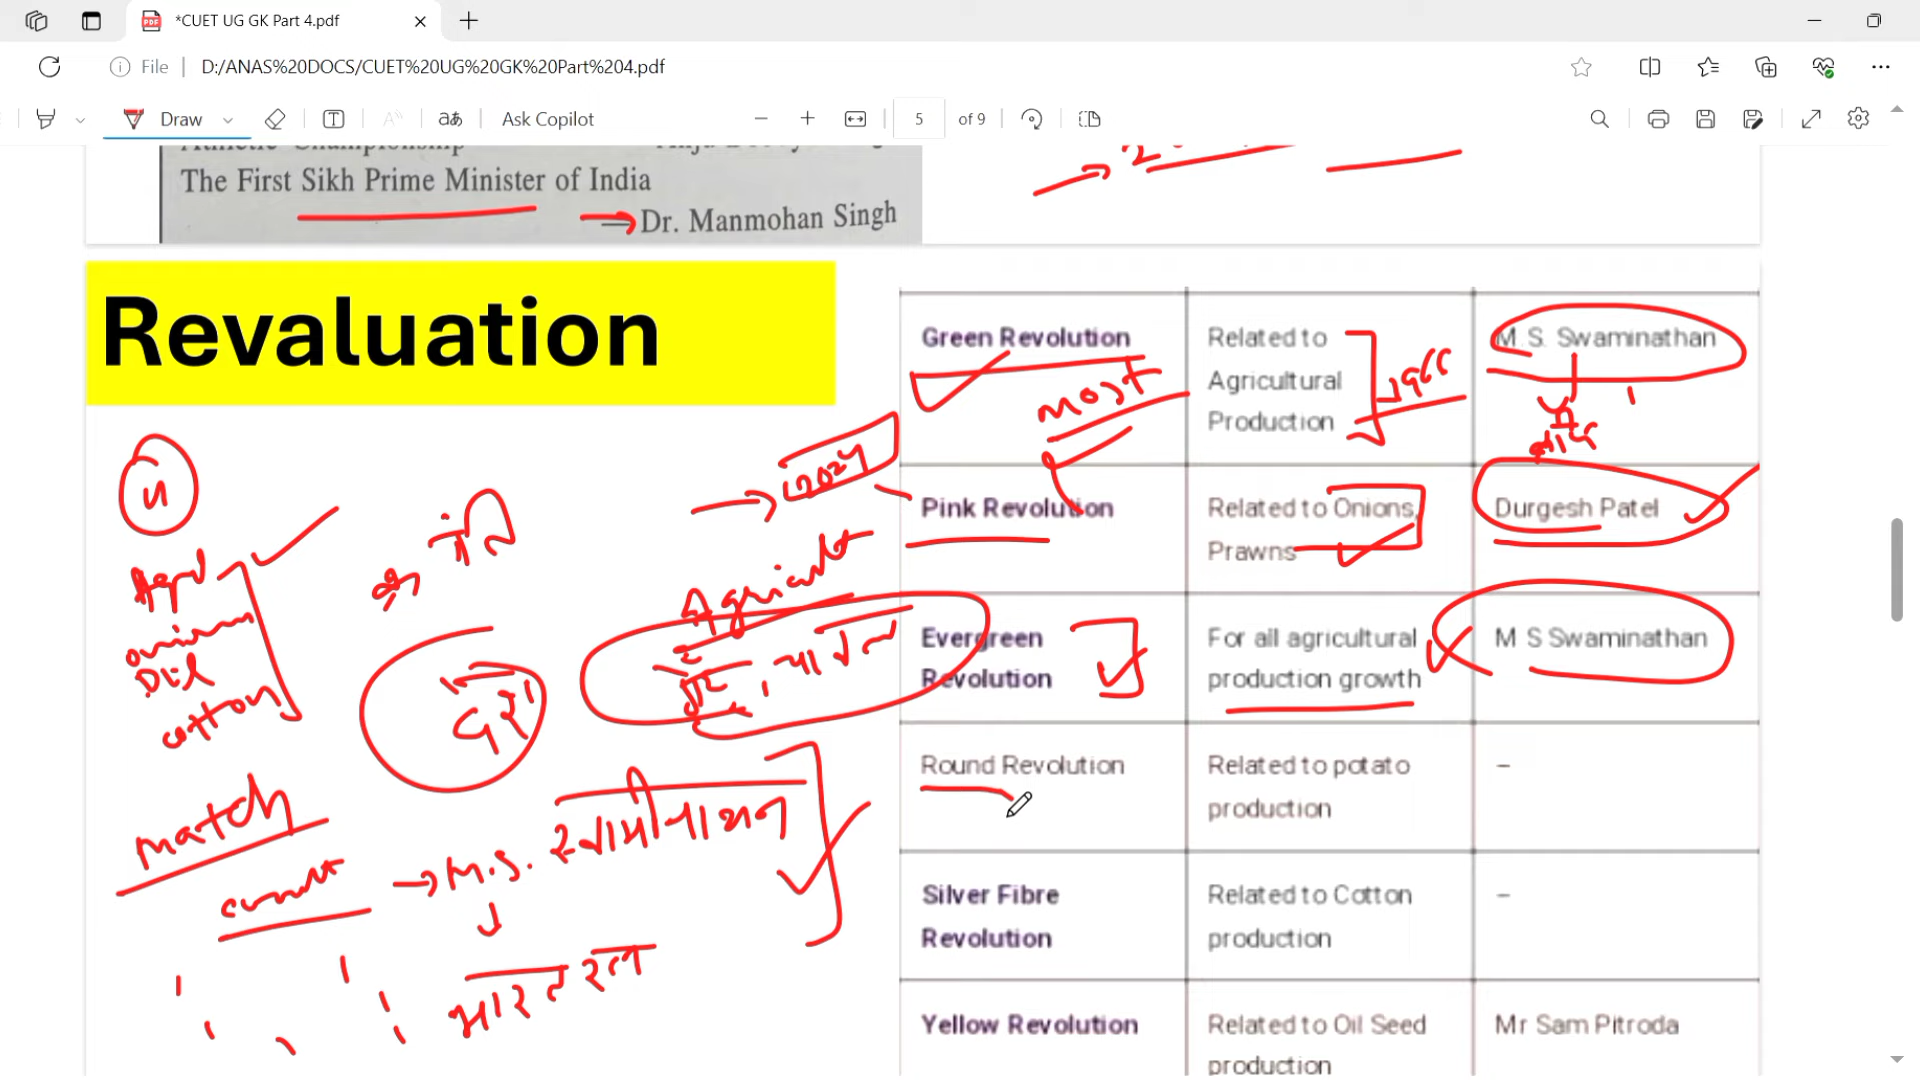 *CUET UG GK Part 4.pdf
File
D:/ANAS%20DOCS/CUET%20UG%20GK%20Part%204.pdf
Draw
Ask Copilot
5
of 9
The First Sikh Prime Minister of India
Dr. Manmohan Singh
Revaluation
Green Revolution
Related to
Agricultural
Production
M. S. Swaminathan
1966
most
2024
Pink Revolution
Related to Onions,
Prawns
Durgesh Patel
Evergreen
Revolution
For all agricultural
production growth
M S Swaminathan
Round Revolution
Related to potato
production
–
Silver Fibre
Revolution
Related to Cotton
production
–
Yellow Revolution
Related to Oil Seed
production
Mr Sam Pitroda
cotton
match
M.S. स्वामीनाथन
भारत रत्न